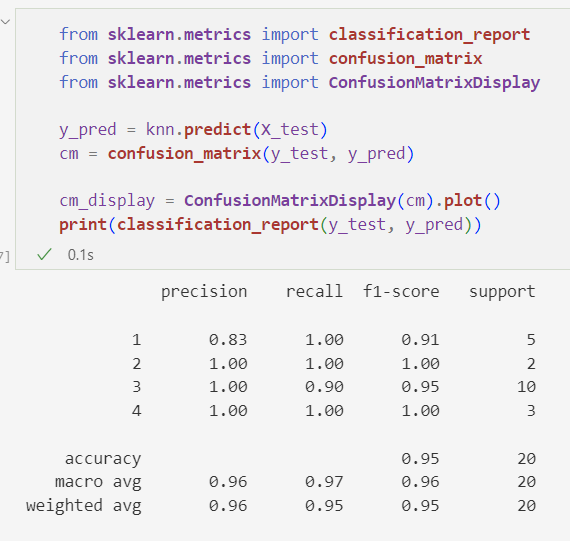 from sklearn.metrics import classification_report
from sklearn.metrics import confusion_matrix
from sklearn.metrics import ConfusionMatrixDisplay
y_pred = knn.predict(X_test)
cm = confusion_matrix(y_test, y_pred)
cm_display = ConfusionMatrixDisplay(cm).plot()
print(classification_report(y_test, y_pred))
7] 0.1s
precision recall f1-score support
1 0.83 1.00 0.91 5
2 1.00 1.00 1.00 2
3 1.00 0.90 0.95 10
4 1.00 1.00 1.00 3
accuracy 0.95 20
macro avg 0.96 0.97 0.96 20
weighted avg 0.96 0.95 0.95 20